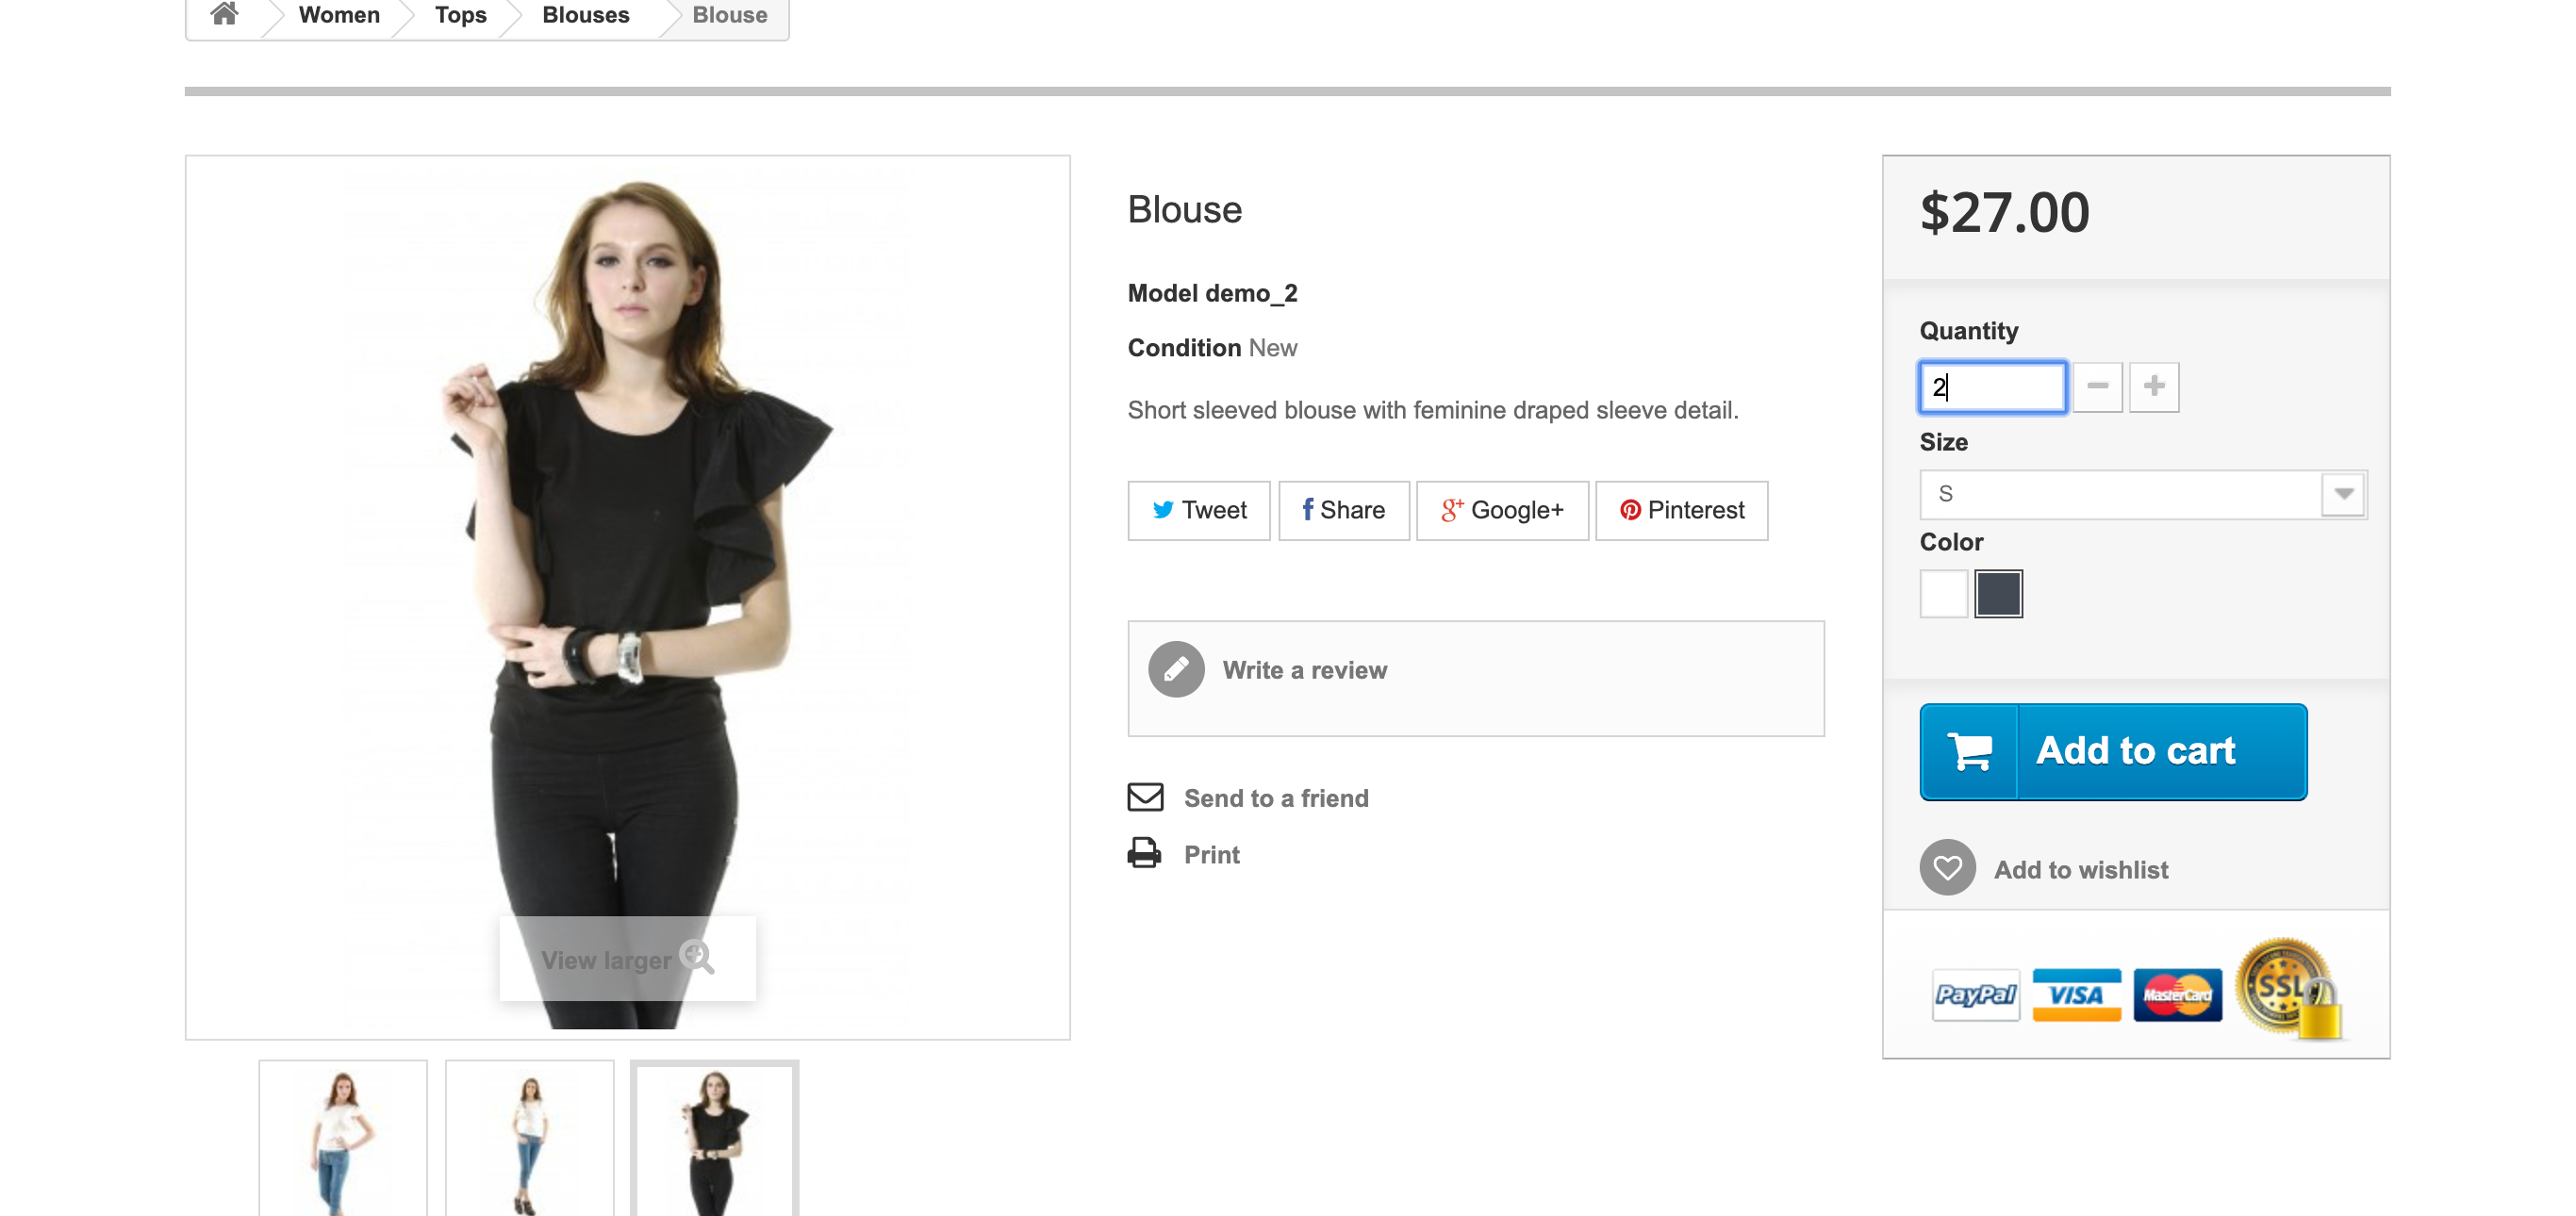 Women Tops Blouses Blouse
Blouse
Model demo_2
Condition New
Short sleeved blouse with feminine draped sleeve detail.
Tweet Share Google+ Pinterest
Write a review
Send to a friend
Print
View larger
$27.00
Quantity
2
Size
S
Color
Add to cart
Add to wishlist
PayPal VISA MasterCard SSL